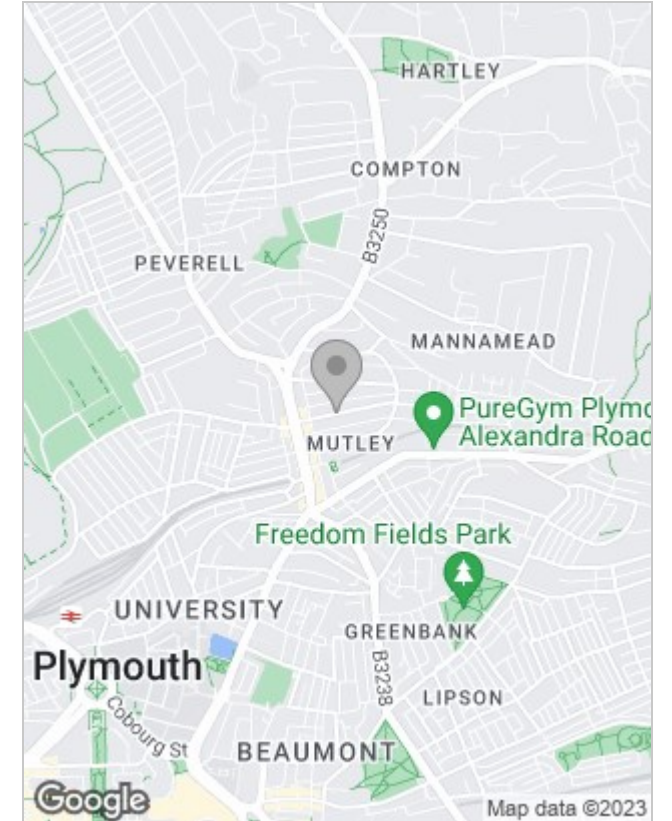 HARTLEY
COMPTON
B3250
PEVERELL
MANNAMEAD
PureGym Plymo
Alexandra Road
MUTLEY
Freedom Fields Park
UNIVERSITY
GREENBANK
Plymouth
B3238
LIPSON
Cobourg St
BEAUMONT
Google
Map data ©2023